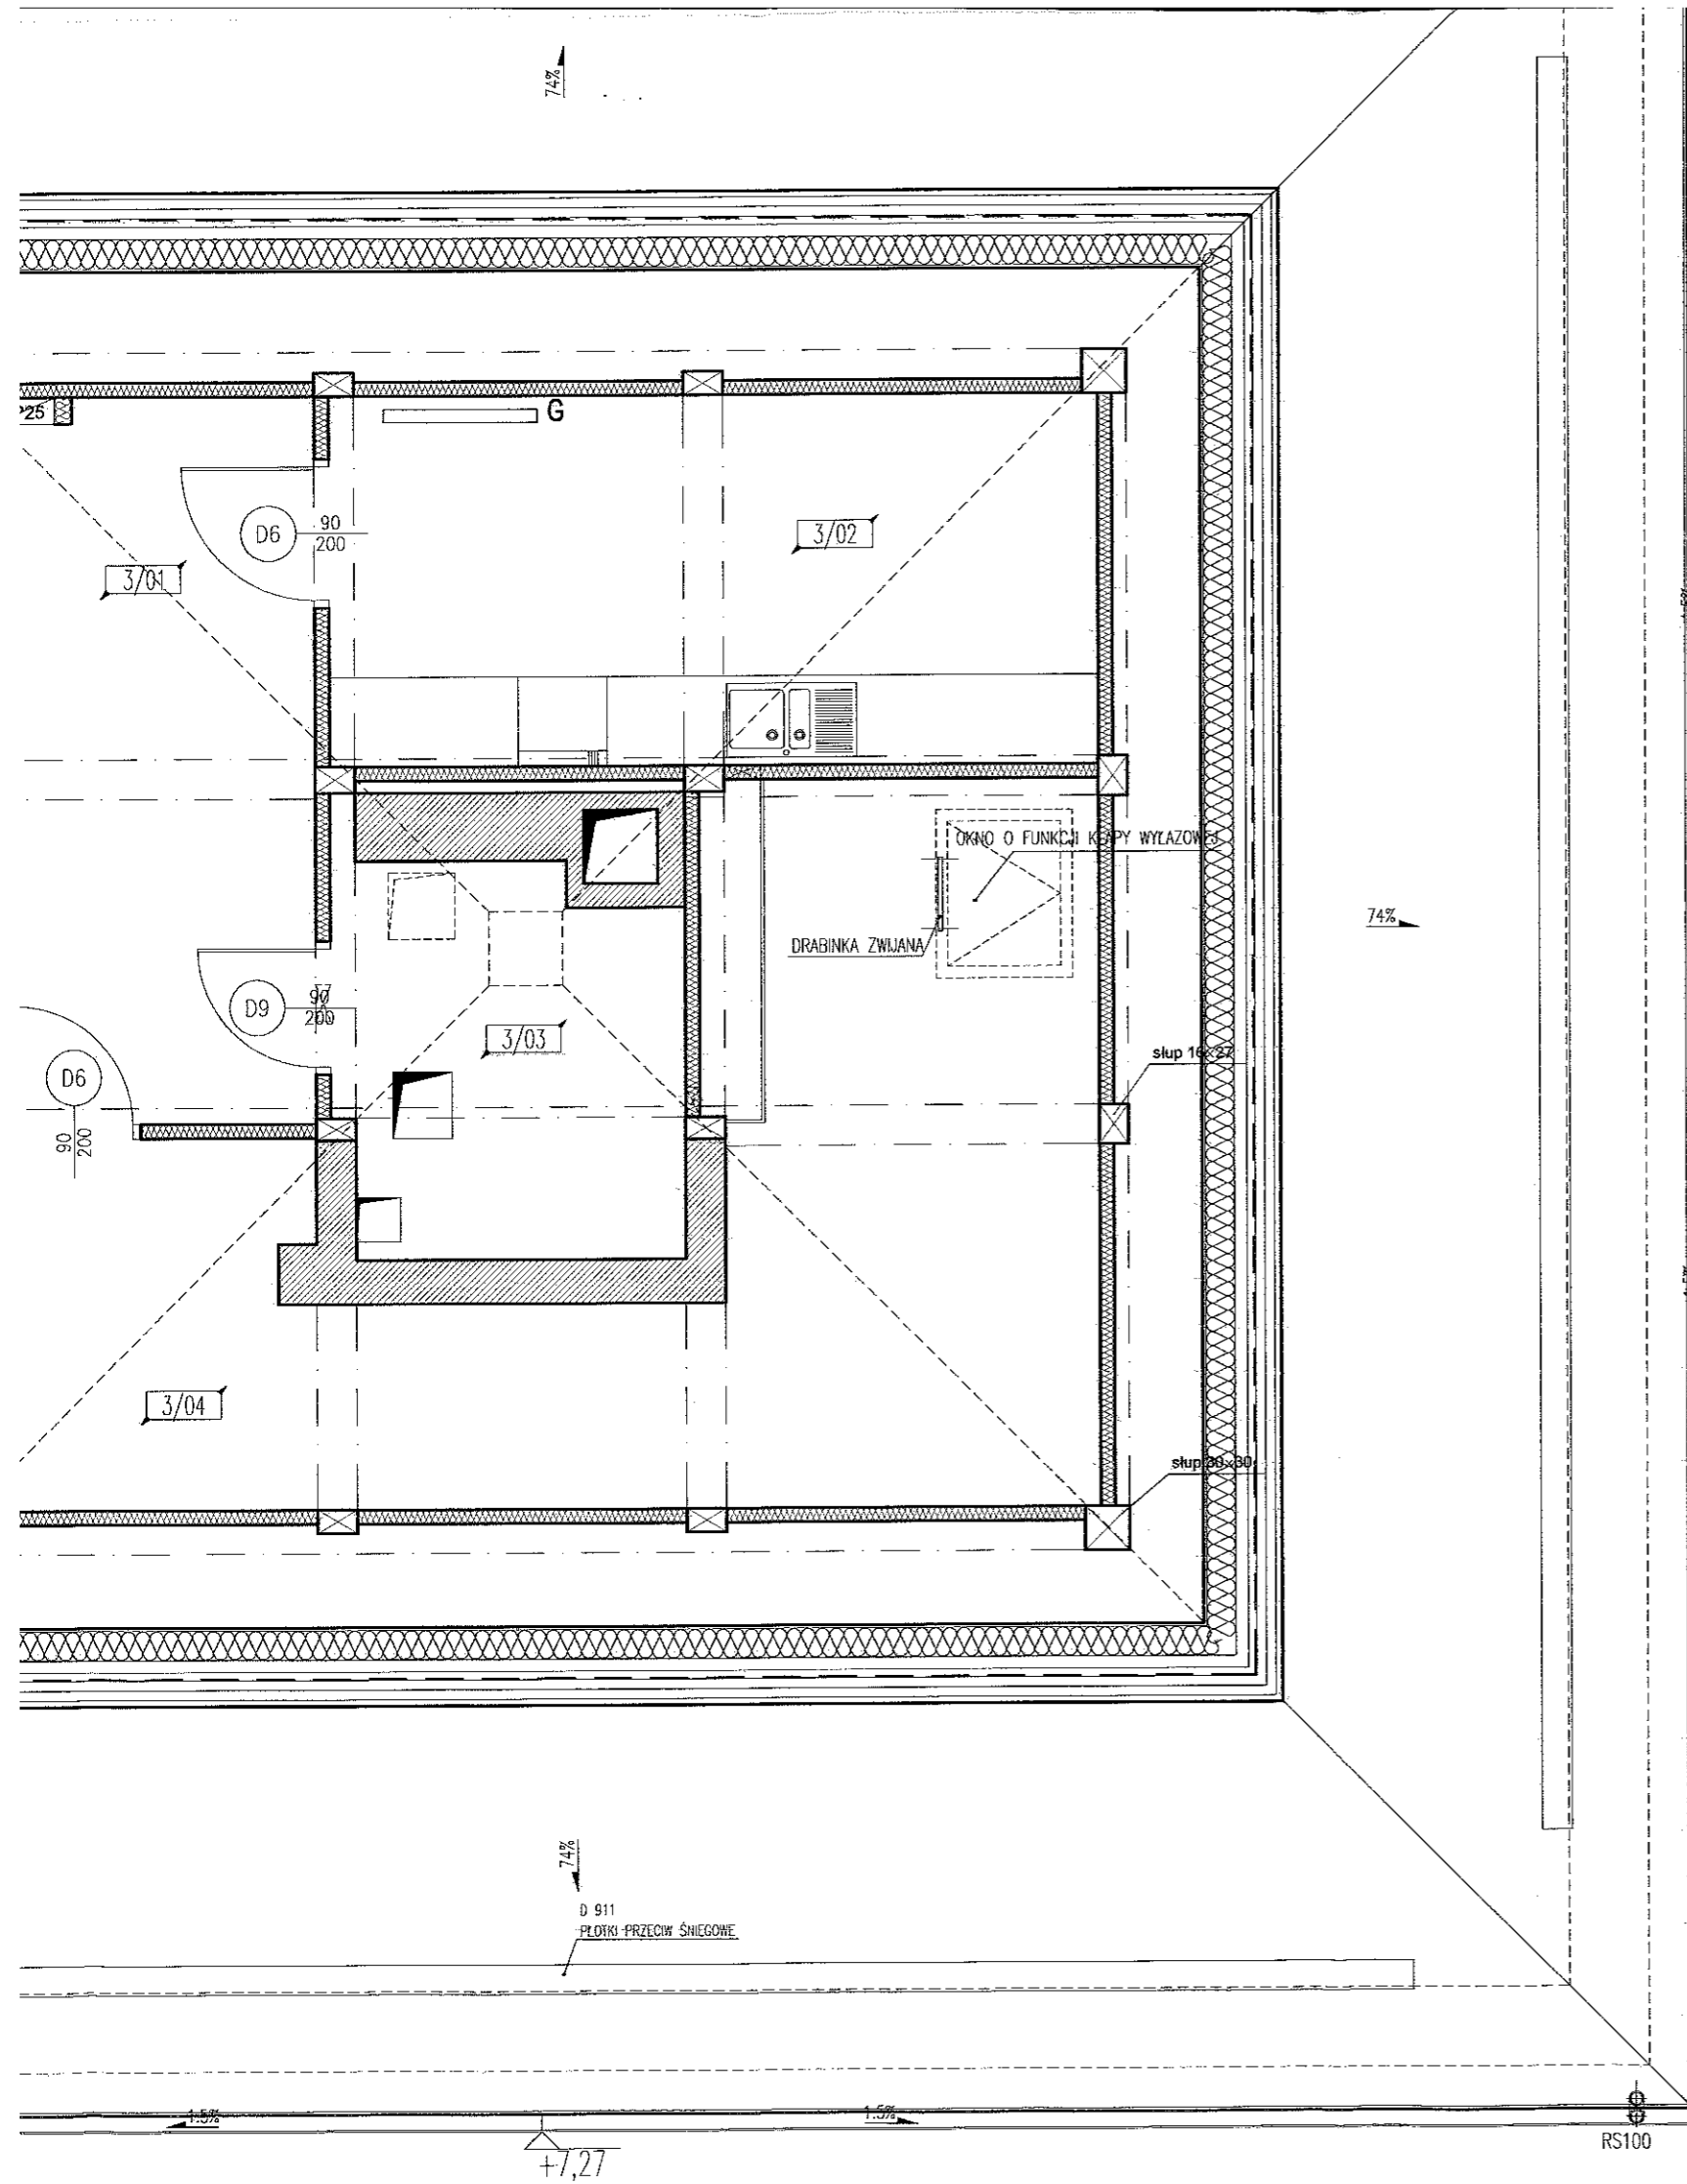 74%
G
D6
90
200
3/02
3/01
OKNO O FUNKCJI KLAPY WYŁAZOWEJ
74%
DRABINKA ZWIJANA
D9
90
200
3/03
słup 16x27
D6
90
200
3/04
słup 30x30
74%
D 911
PŁOTKI PRZECIW ŚNIEGOWE
1.5%
1.5%
+7,27
RS100